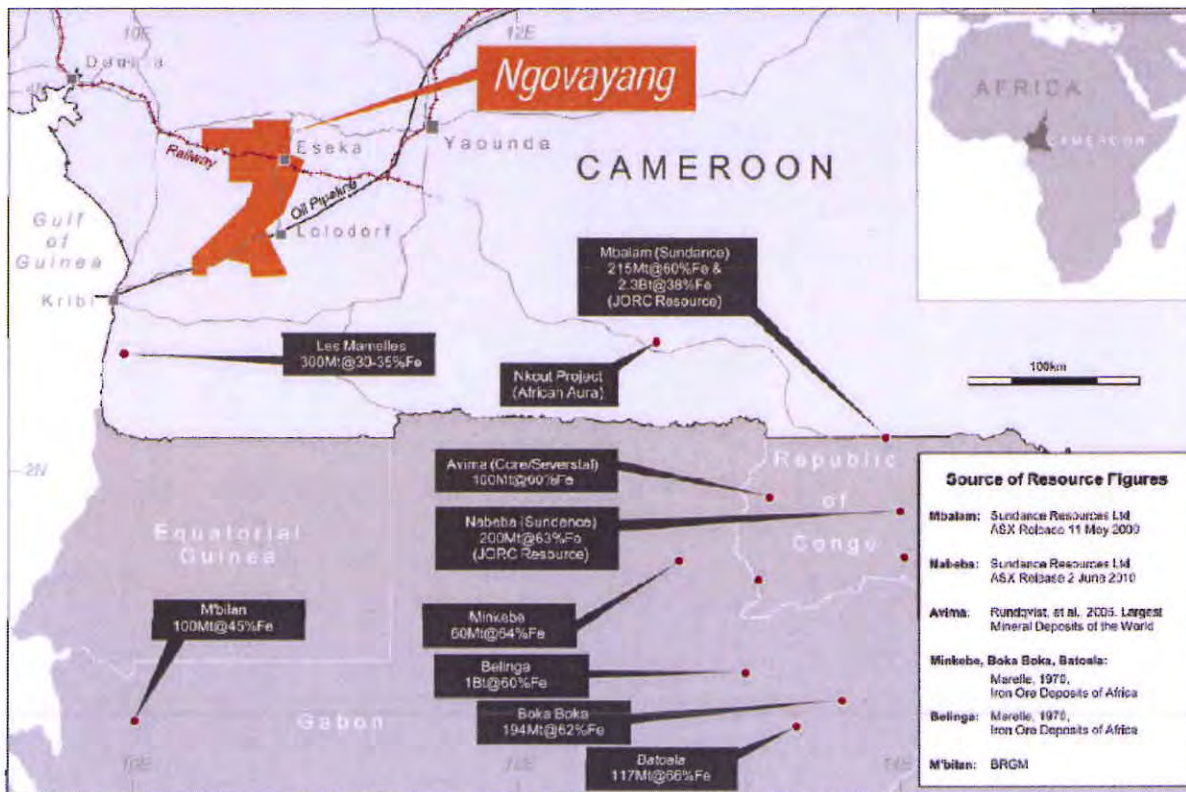 10E
12E
Ngovayang
AFRICA
CAMEROON
Eseka
Yaounda
Railway
CAMEROON
Oil Pipeline
Gulf
of
Guinea
Lolodorf
Kribi
Mbalam (Sundance)
215Mt@60%Fe &
2.3Bt@38%Fe
(JORC Resource)
Les Mamelles
300Mt@30-35%Fe
Nkout Project
(African Aura)
100km
2N
Avima (Core/Severstal)
Republic
of
Congo
Nabeba (Sundance)
200Mt@63%Fe
(JORC Resource)
Equatorial
Guinea
M'bilan
100Mt@45%Fe
Minkebe
60Mt@64%Fe
Belinga
1Bt@60%Fe
Boka Boka
194Mt@62%Fe
Gabon
Batoala
117Mt@66%Fe
10E
14E
Source of Resource Figures
Mbalam: Sundance Resources Ltd
ASX Release 11 May 2009
Nabeba: Sundance Resources Ltd
ASX Release 2 June 2010
Avima: Rundqvist, et al., 2005. Largest
Mineral Deposits of the World
Minkebe, Boka Boka, Batoala:
Marelle, 1970,
Iron Ore Deposits of Africa
Belinga: Marelle, 1970,
Iron Ore Deposits of Africa
M'bilan: BRGM